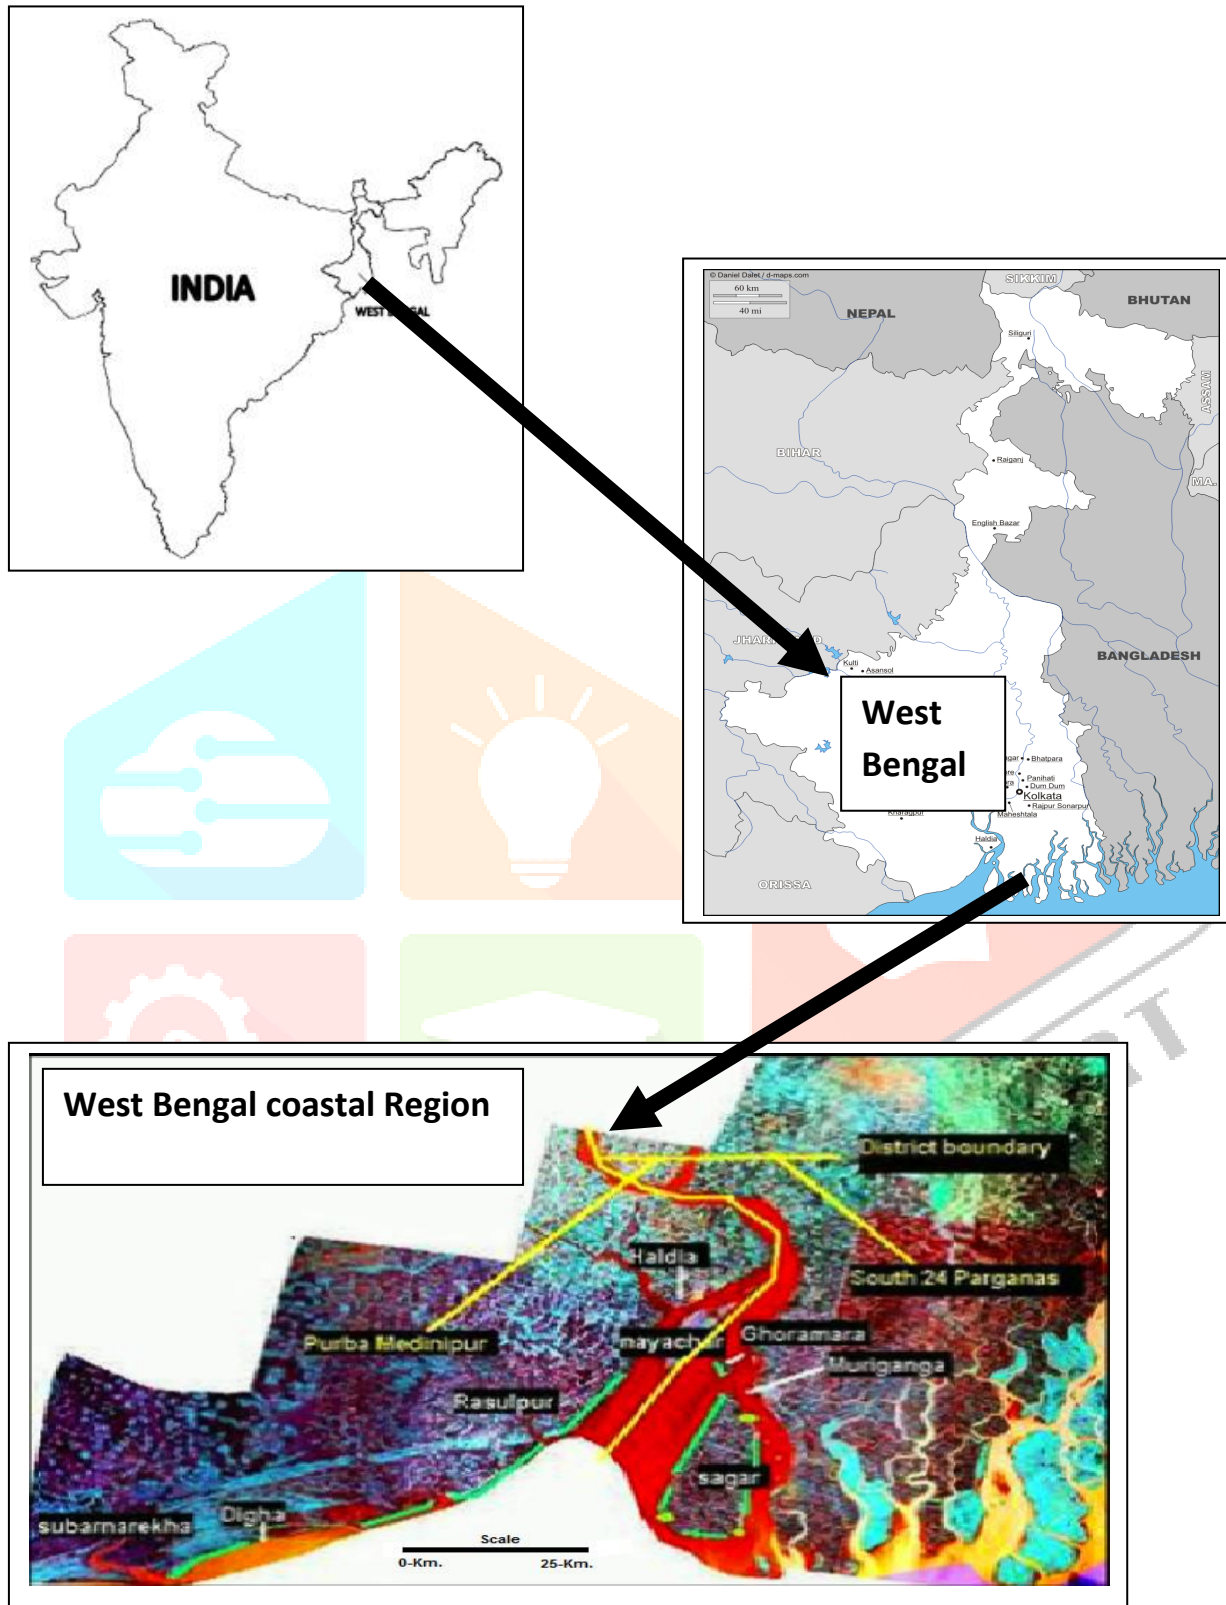 INDIA
WEST BENGAL
© Daniel Dalet / d-maps.com
60 km
40 mi
SIKKIM
BHUTAN
NEPAL
Siliguri
ASSAM
BIHAR
Raiganj
MA.
English Bazar
BANGLADESH
Kulti
Asansol
West
Bengal
Bhatpara
Panihati
Dum Dum
Kolkata
Rajpur Sonarpur
Maheshtala
Kharagpur
Haldia
ORISSA
West Bengal coastal Region
District boundary
Haldia
South 24 Parganas
Purba Medinipur
Ghoramara
Muriganga
Rasulpur
sagar
Digha
subarnarekha
Scale
0-Km.
25-Km.